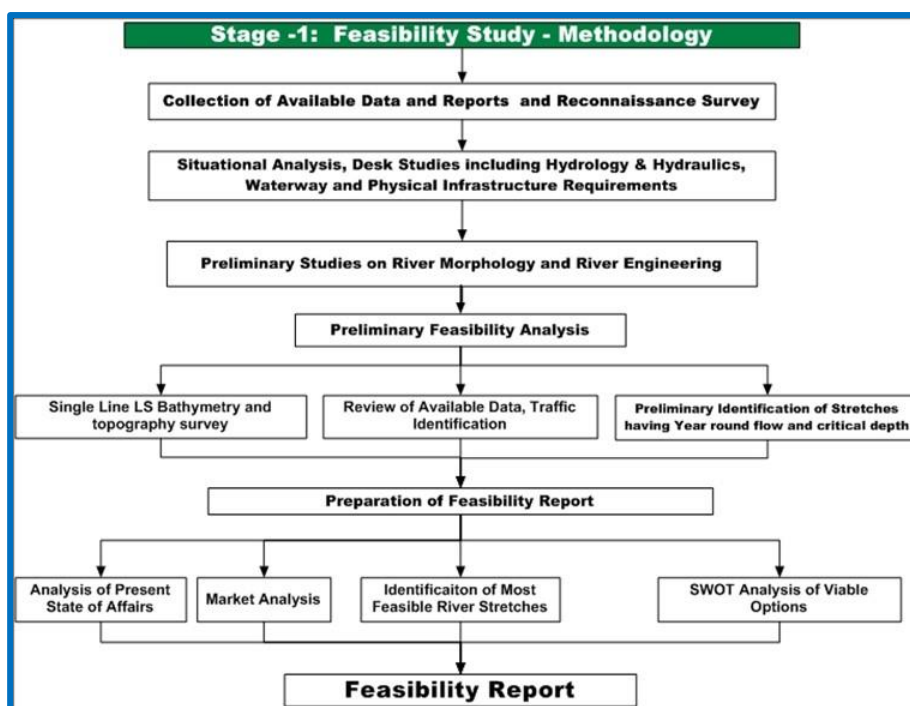 Stage -1: Feasibility Study - Methodology
Collection of Available Data and Reports and Reconnaissance Survey
Situational Analysis, Desk Studies including Hydrology & Hydraulics,
Waterway and Physical Infrastructure Requirements
Preliminary Studies on River Morphology and River Engineering
Preliminary Feasibility Analysis
Single Line LS Bathymetry and
topography survey
Review of Available Data, Traffic
Identification
Preliminary Identification of Stretches
having Year round flow and critical depth
Preparation of Feasibility Report
Analysis of Present
State of Affairs
Market Analysis
Identificaiton of Most
Feasible River Stretches
SWOT Analysis of Viable
Options
Feasibility Report